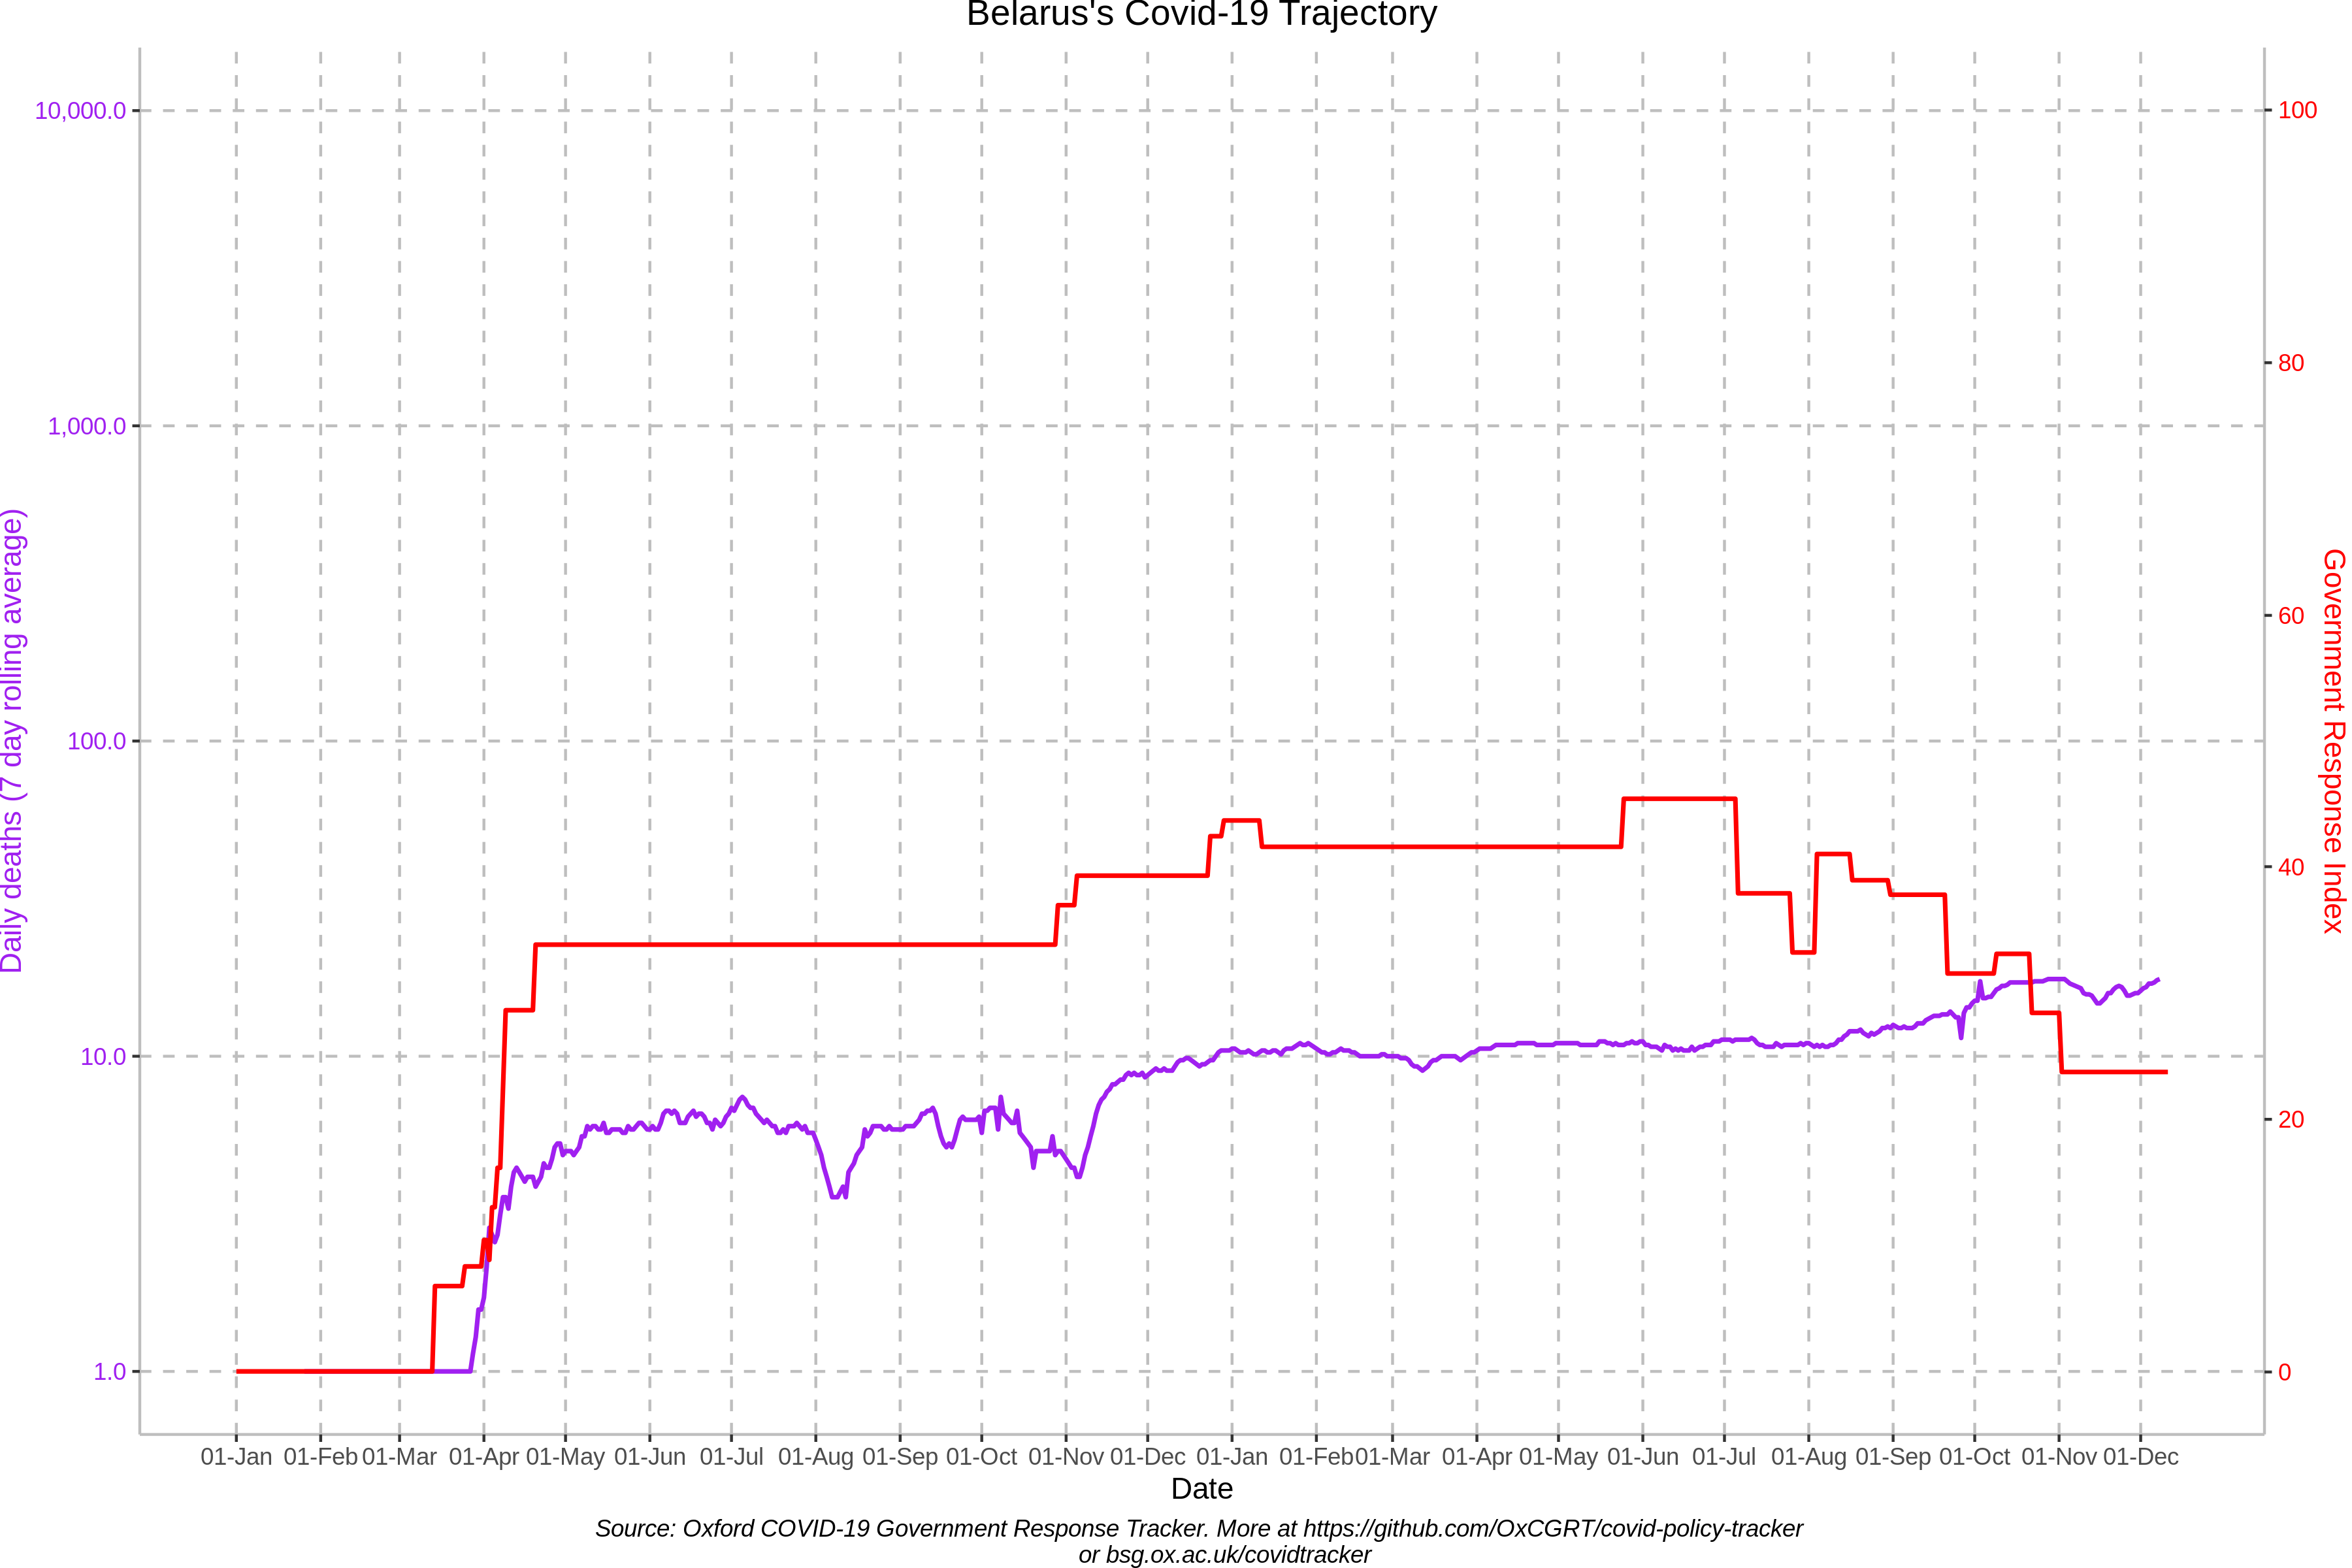 Belarus's Covid-19 Trajectory
10,000.0
1,000.0
100.0
10.0
1.0
Daily deaths (7 day rolling average)
100
80
60
40
20
0
Government Response Index
01-Jan 01-Feb 01-Mar 01-Apr 01-May 01-Jun 01-Jul 01-Aug 01-Sep 01-Oct 01-Nov 01-Dec 01-Jan 01-Feb 01-Mar 01-Apr 01-May 01-Jun 01-Jul 01-Aug 01-Sep 01-Oct 01-Nov 01-Dec
Date
Source: Oxford COVID-19 Government Response Tracker. More at https://github.com/OxCGRT/covid-policy-tracker
or bsg.ox.ac.uk/covidtracker